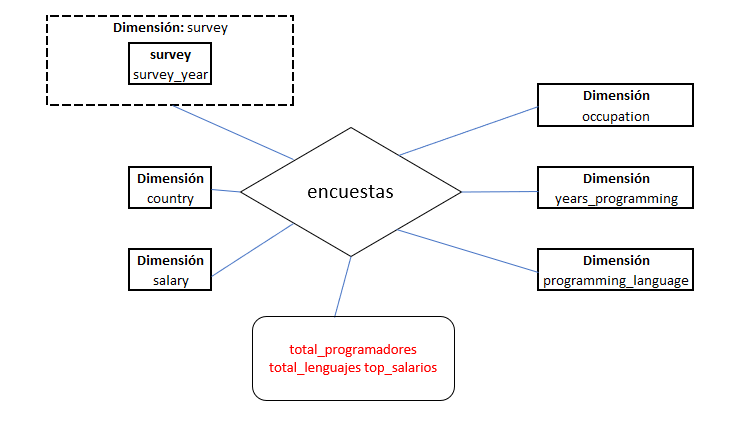 Dimensión: survey
survey
survey_year
Dimensión
occupation
Dimensión
country
encuestas
Dimensión
years_programming
Dimensión
salary
Dimensión
programming_language
total_programadores
total_lenguajes top_salarios